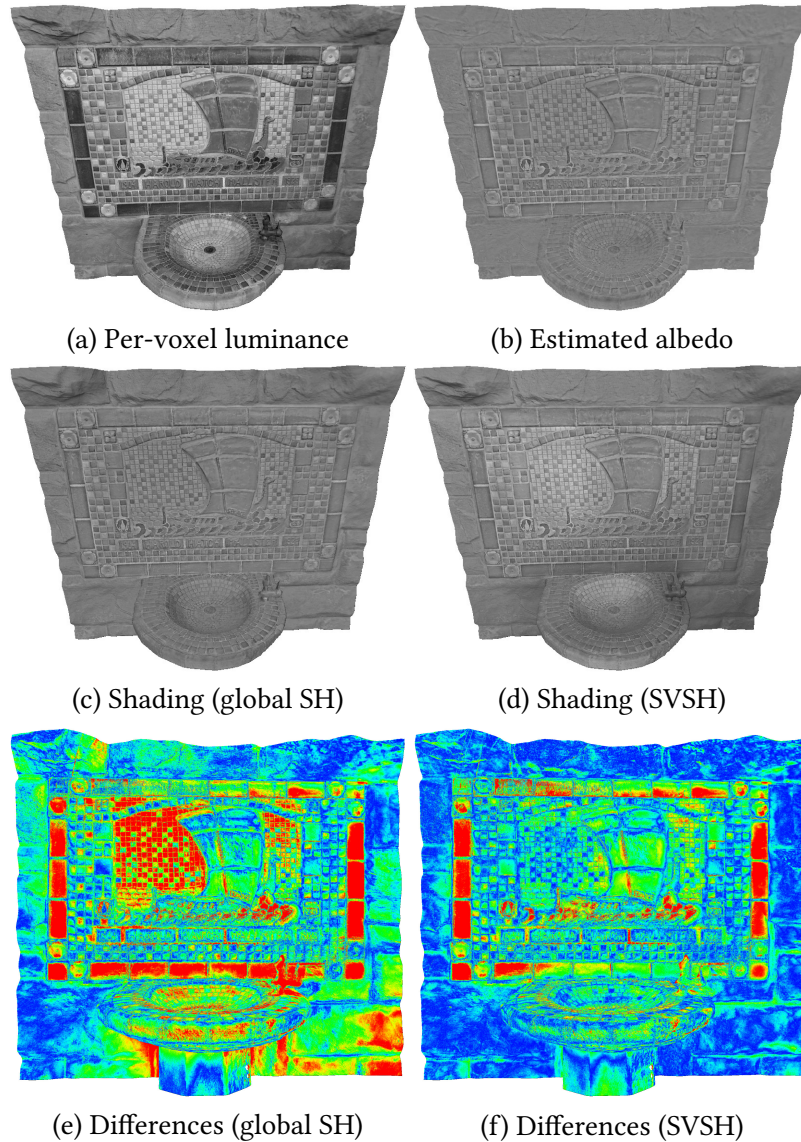 (a) Per-voxel luminance
(b) Estimated albedo
(c) Shading (global SH)
(d) Shading (SVSH)
(e) Differences (global SH)
(f) Differences (SVSH)